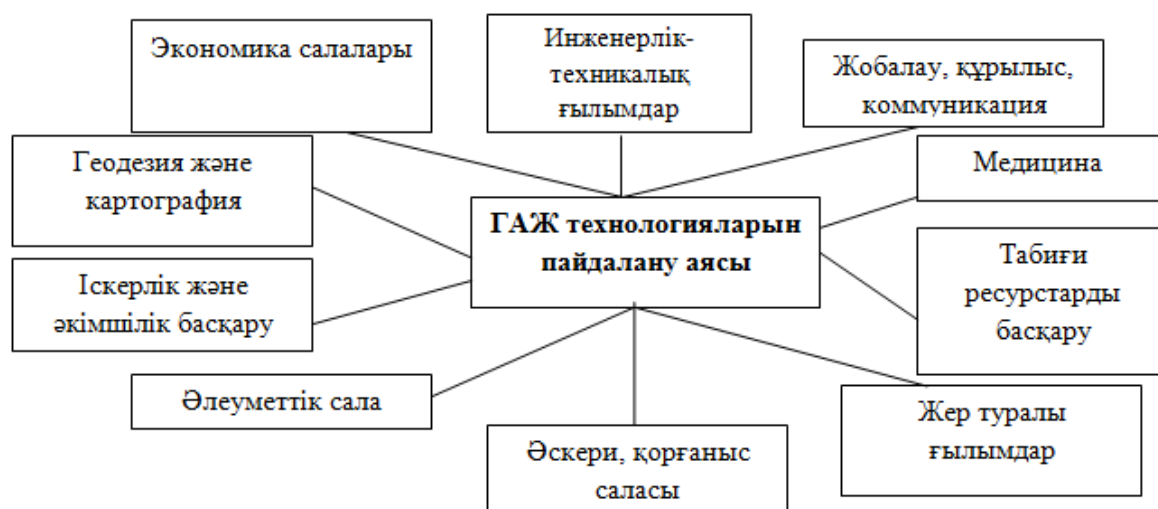 Экономика салалары
Инженерлік-
техникалық
ғылымдар
Жобалау, құрылыс,
коммуникация
Геодезия және
картография
Медицина
ГАЖ технологияларын
пайдалану аясы
Табиғи
ресурстарды
басқару
Іскерлік және
әкімшілік басқару
Әлеуметтік сала
Әскери, қорғаныс
саласы
Жер туралы
ғылымдар